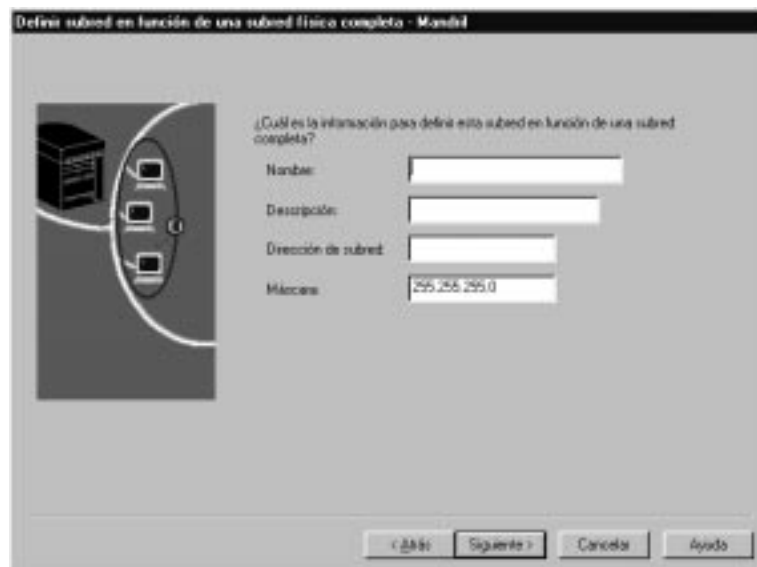 Definir subred en función de una subred física completa - Mandril
¿Cuál es la información para definir esta subred en función de una subred
completa?
Nombre:
Descripción:
Dirección de subred:
Máscara: 255.255.255.0
< Atrás
Siguiente >
Cancelar
Ayuda